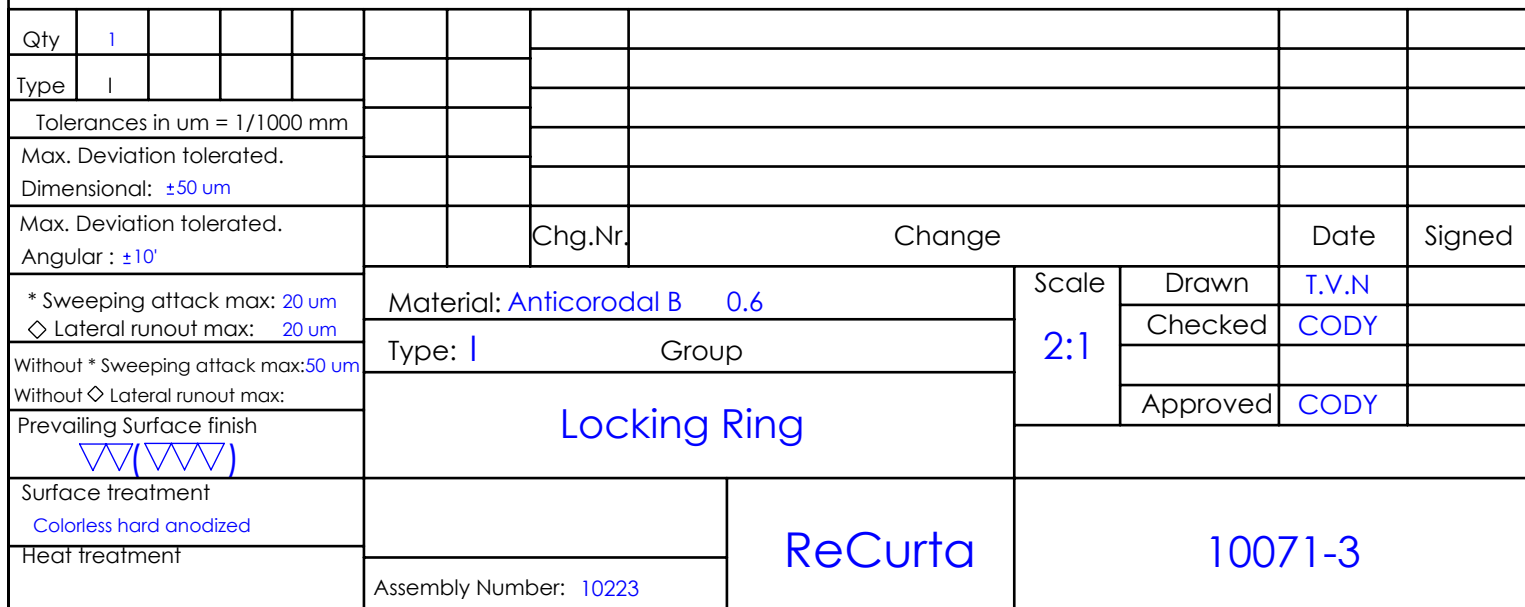 Qty 1
Type I
Tolerances in um = 1/1000 mm
Max. Deviation tolerated.
Dimensional: ±50 um
Max. Deviation tolerated.
Angular : ±10'
* Sweeping attack max: 20 um
◇ Lateral runout max: 20 um
Without * Sweeping attack max:50 um
Without ◇ Lateral runout max:
Prevailing Surface finish
▽▽(▽▽▽)
Surface treatment
Colorless hard anodized
Heat treatment
Chg.Nr. Change Date Signed
Material: Anticorodal B 0.6
Type: I Group
Locking Ring
Scale
2:1
Drawn T.V.N
Checked CODY
Approved CODY
Assembly Number: 10223
ReCurta
10071-3